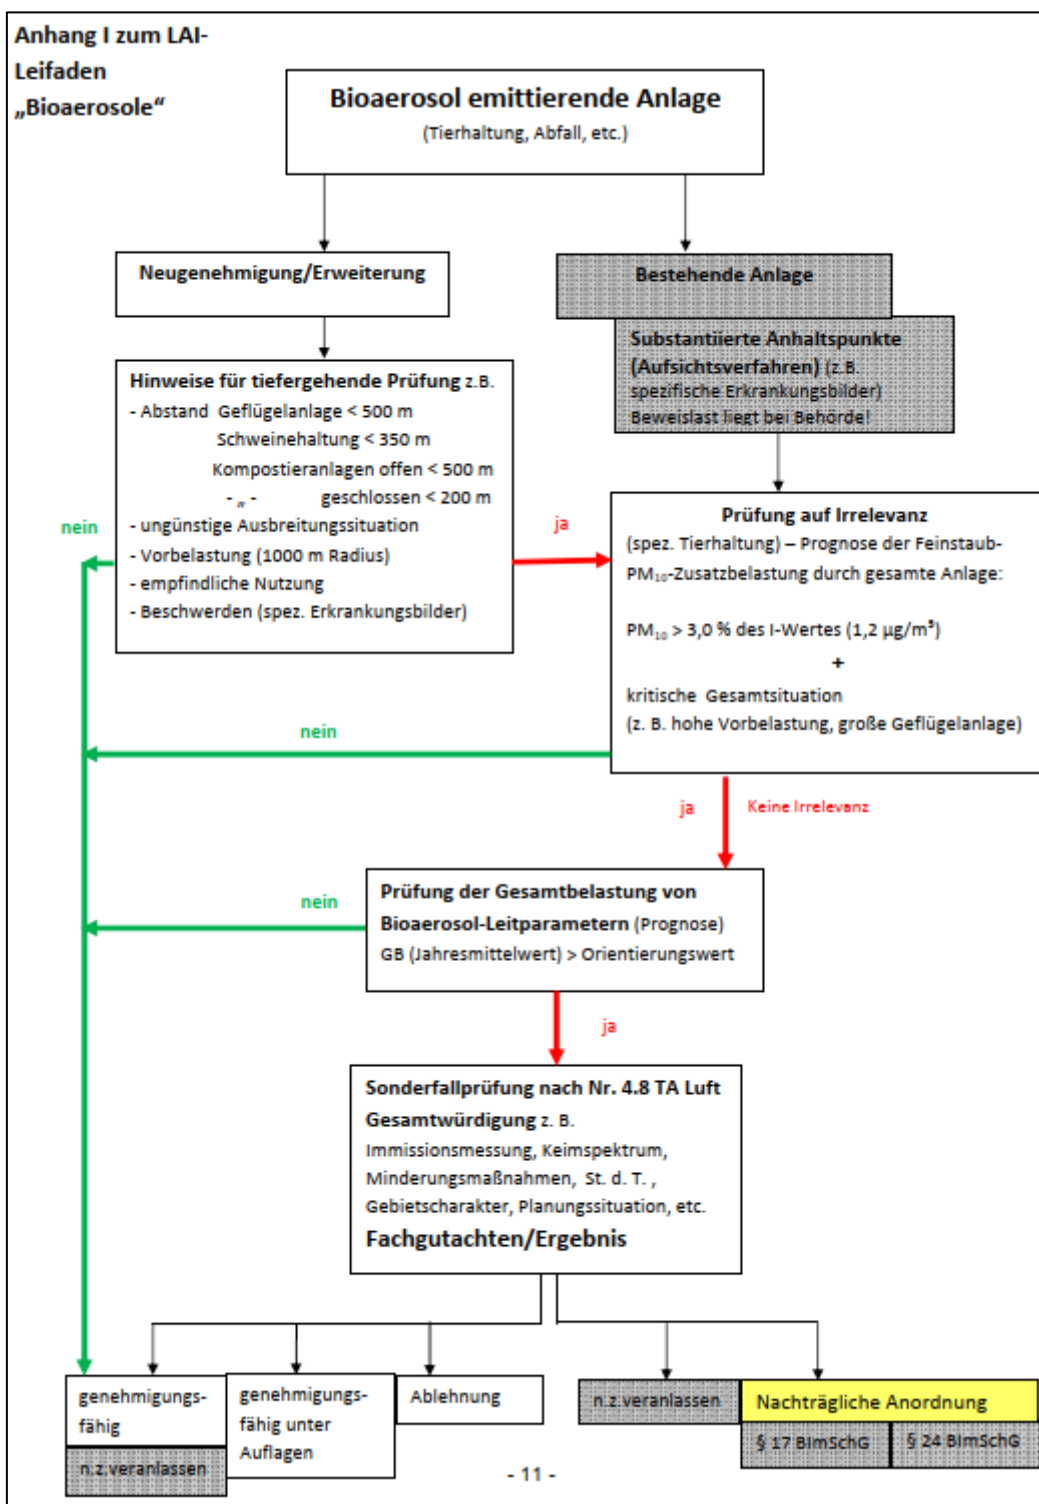 Anhang I zum LAI-
Leifaden
„Bioaerosole“
Bioaerosol emittierende Anlage
(Tierhaltung, Abfall, etc.)
Neugenehmigung/Erweiterung
Bestehende Anlage
Substantiierte Anhaltspunkte
(Aufsichtsverfahren) (z.B.
spezifische Erkrankungsbilder)
Beweislast liegt bei Behörde!
Hinweise für tiefergehende Prüfung z.B.
- Abstand Geflügelanlage < 500 m
Schweinehaltung < 350 m
Kompostieranlagen offen < 500 m
- „ - geschlossen < 200 m
- ungünstige Ausbreitungssituation
- Vorbelastung (1000 m Radius)
- empfindliche Nutzung
- Beschwerden (spez. Erkrankungsbilder)
nein
ja
Prüfung auf Irrelevanz
(spez. Tierhaltung) – Prognose der Feinstaub-
PM₁₀-Zusatzbelastung durch gesamte Anlage:
PM₁₀ > 3,0 % des I-Wertes (1,2 µg/m³)
+
kritische Gesamtsituation
(z. B. hohe Vorbelastung, große Geflügelanlage)
nein
ja Keine Irrelevanz
Prüfung der Gesamtbelastung von
Bioaerosol-Leitparametern (Prognose)
GB (Jahresmittelwert) > Orientierungswert
nein
ja
Sonderfallprüfung nach Nr. 4.8 TA Luft
Gesamtwürdigung z. B.
Immissionsmessung, Keimspektrum,
Minderungsmaßnahmen, St. d. T. ,
Gebietscharakter, Planungssituation, etc.
Fachgutachten/Ergebnis
genehmigungs-
fähig
n.z.veranlassen
genehmigungs-
fähig unter
Auflagen
Ablehnung
n.z.veranlassen
Nachträgliche Anordnung
§ 17 BImSchG § 24 BImSchG
- 11 -